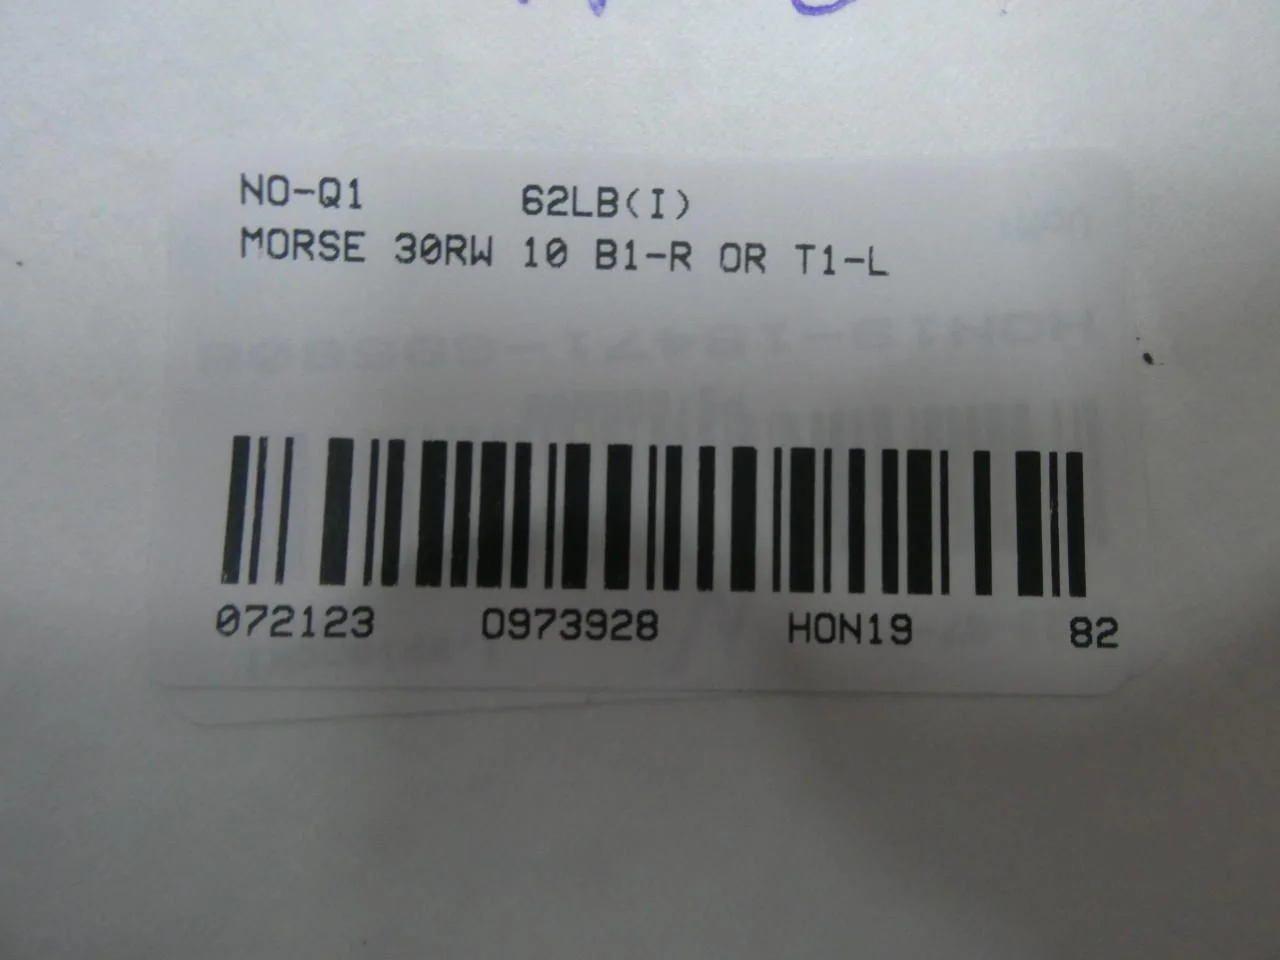 NO-Q1 62LB(I)
MORSE 30RW 10 B1-R OR T1-L
072123 0973928 HON19 82